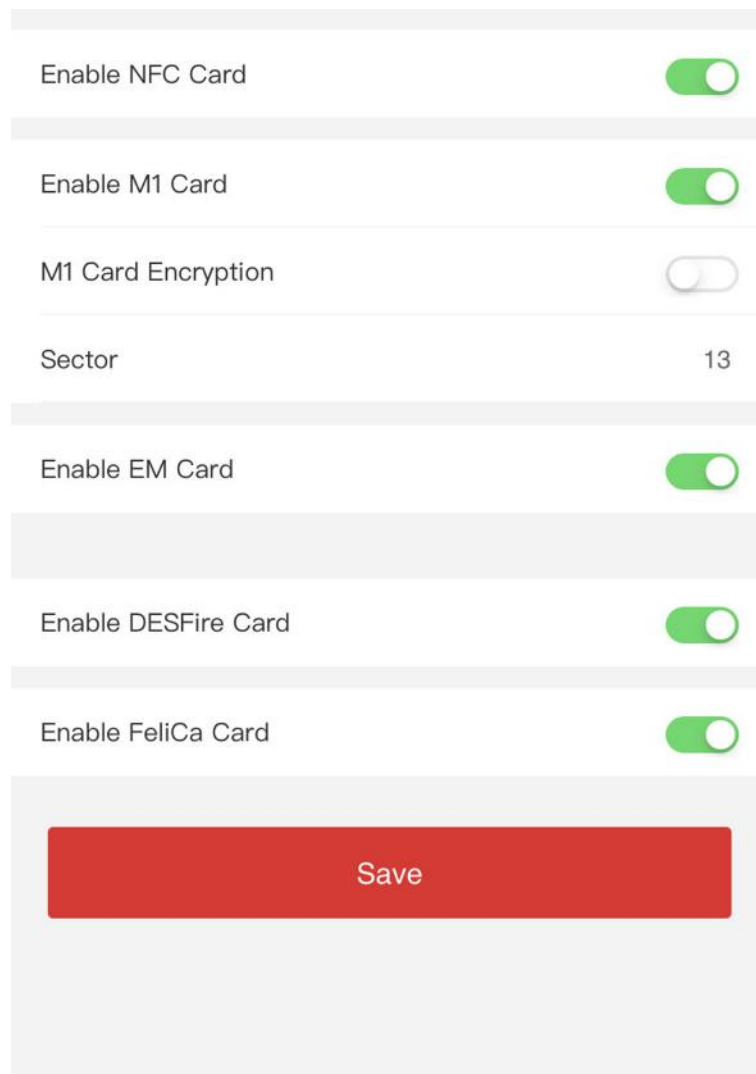 Enable NFC Card
Enable M1 Card
M1 Card Encryption
Sector 13
Enable EM Card
Enable DESFire Card
Enable FeliCa Card
Save